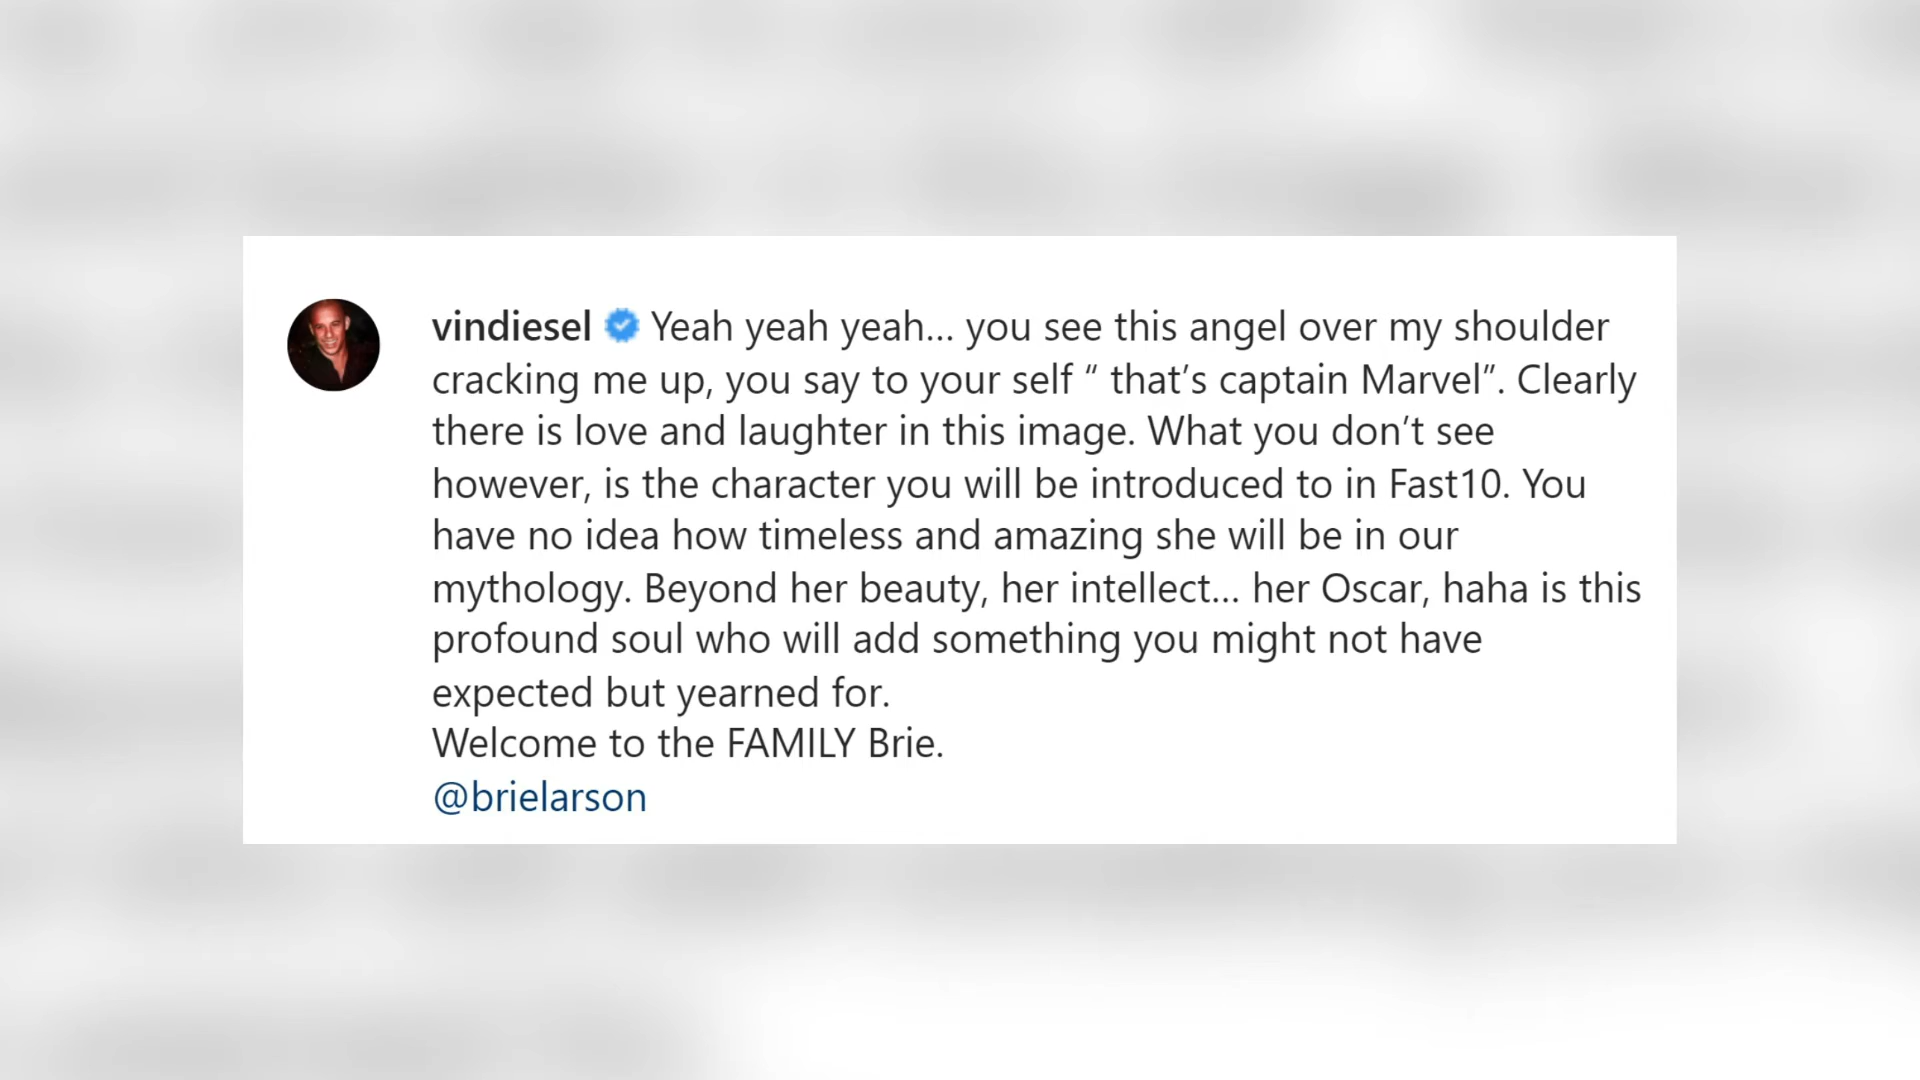 vindiesel Yeah yeah yeah... you see this angel over my shoulder
cracking me up, you say to your self “ that’s captain Marvel”. Clearly
there is love and laughter in this image. What you don’t see
however, is the character you will be introduced to in Fast10. You
have no idea how timeless and amazing she will be in our
mythology. Beyond her beauty, her intellect... her Oscar, haha is this
profound soul who will add something you might not have
expected but yearned for.
Welcome to the FAMILY Brie.
@brielarson